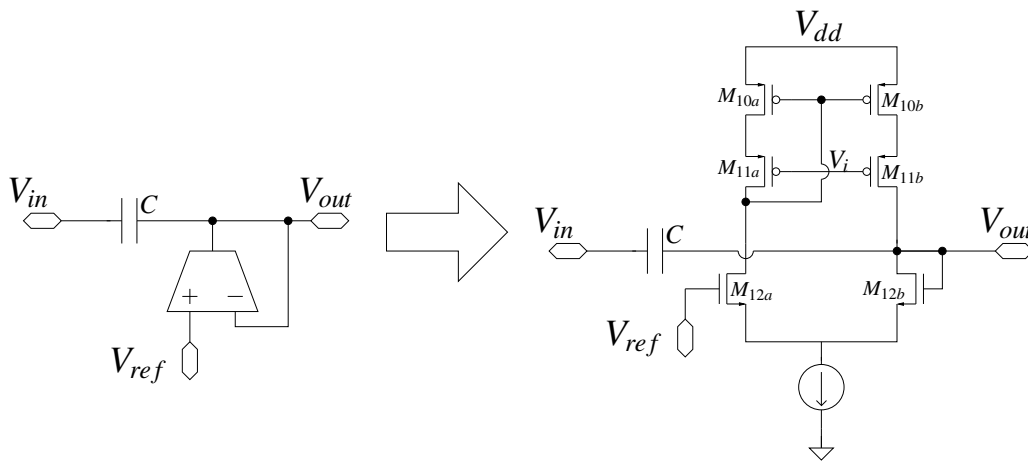 V_in
C
V_out
+
−
V_ref
V_dd
M_10a
M_10b
M_11a
V_i
M_11b
V_in
C
V_out
M_12a
M_12b
V_ref